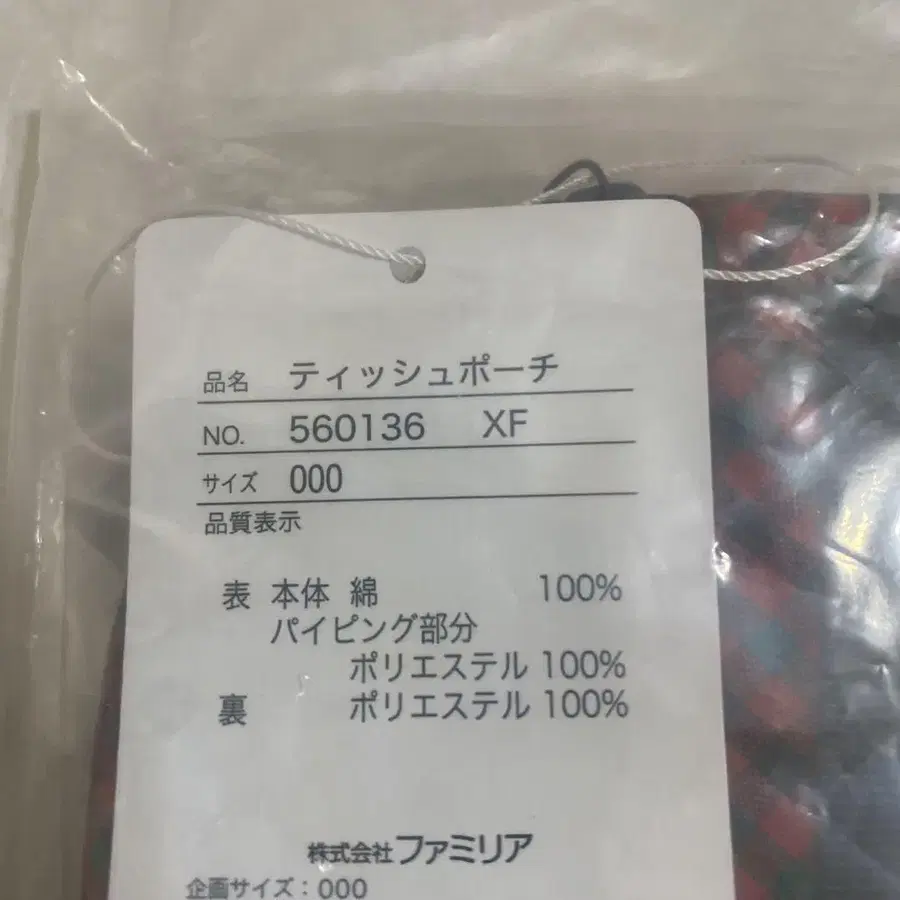 品名 ティッシュポーチ
NO. 560136 XF
サイズ 000
品質表示
表 本体 綿 100%
パイピング部分
ポリエステル 100%
裏 ポリエステル 100%
株式会社ファミリア
企画サイズ：000